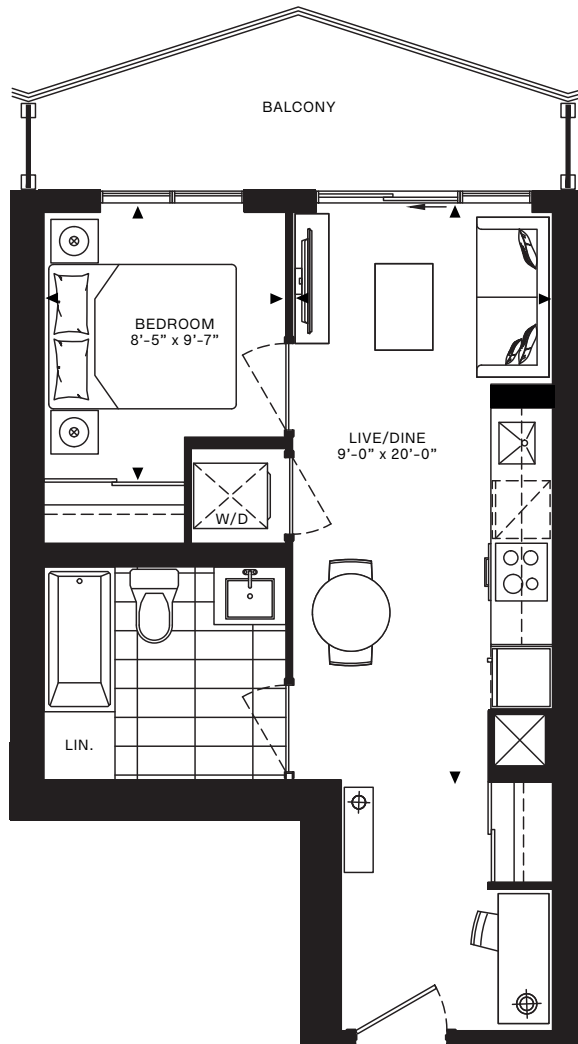 BALCONY
BEDROOM
8'-5" x 9'-7"
LIVE/DINE
9'-0" x 20'-0"
W/D
LIN.